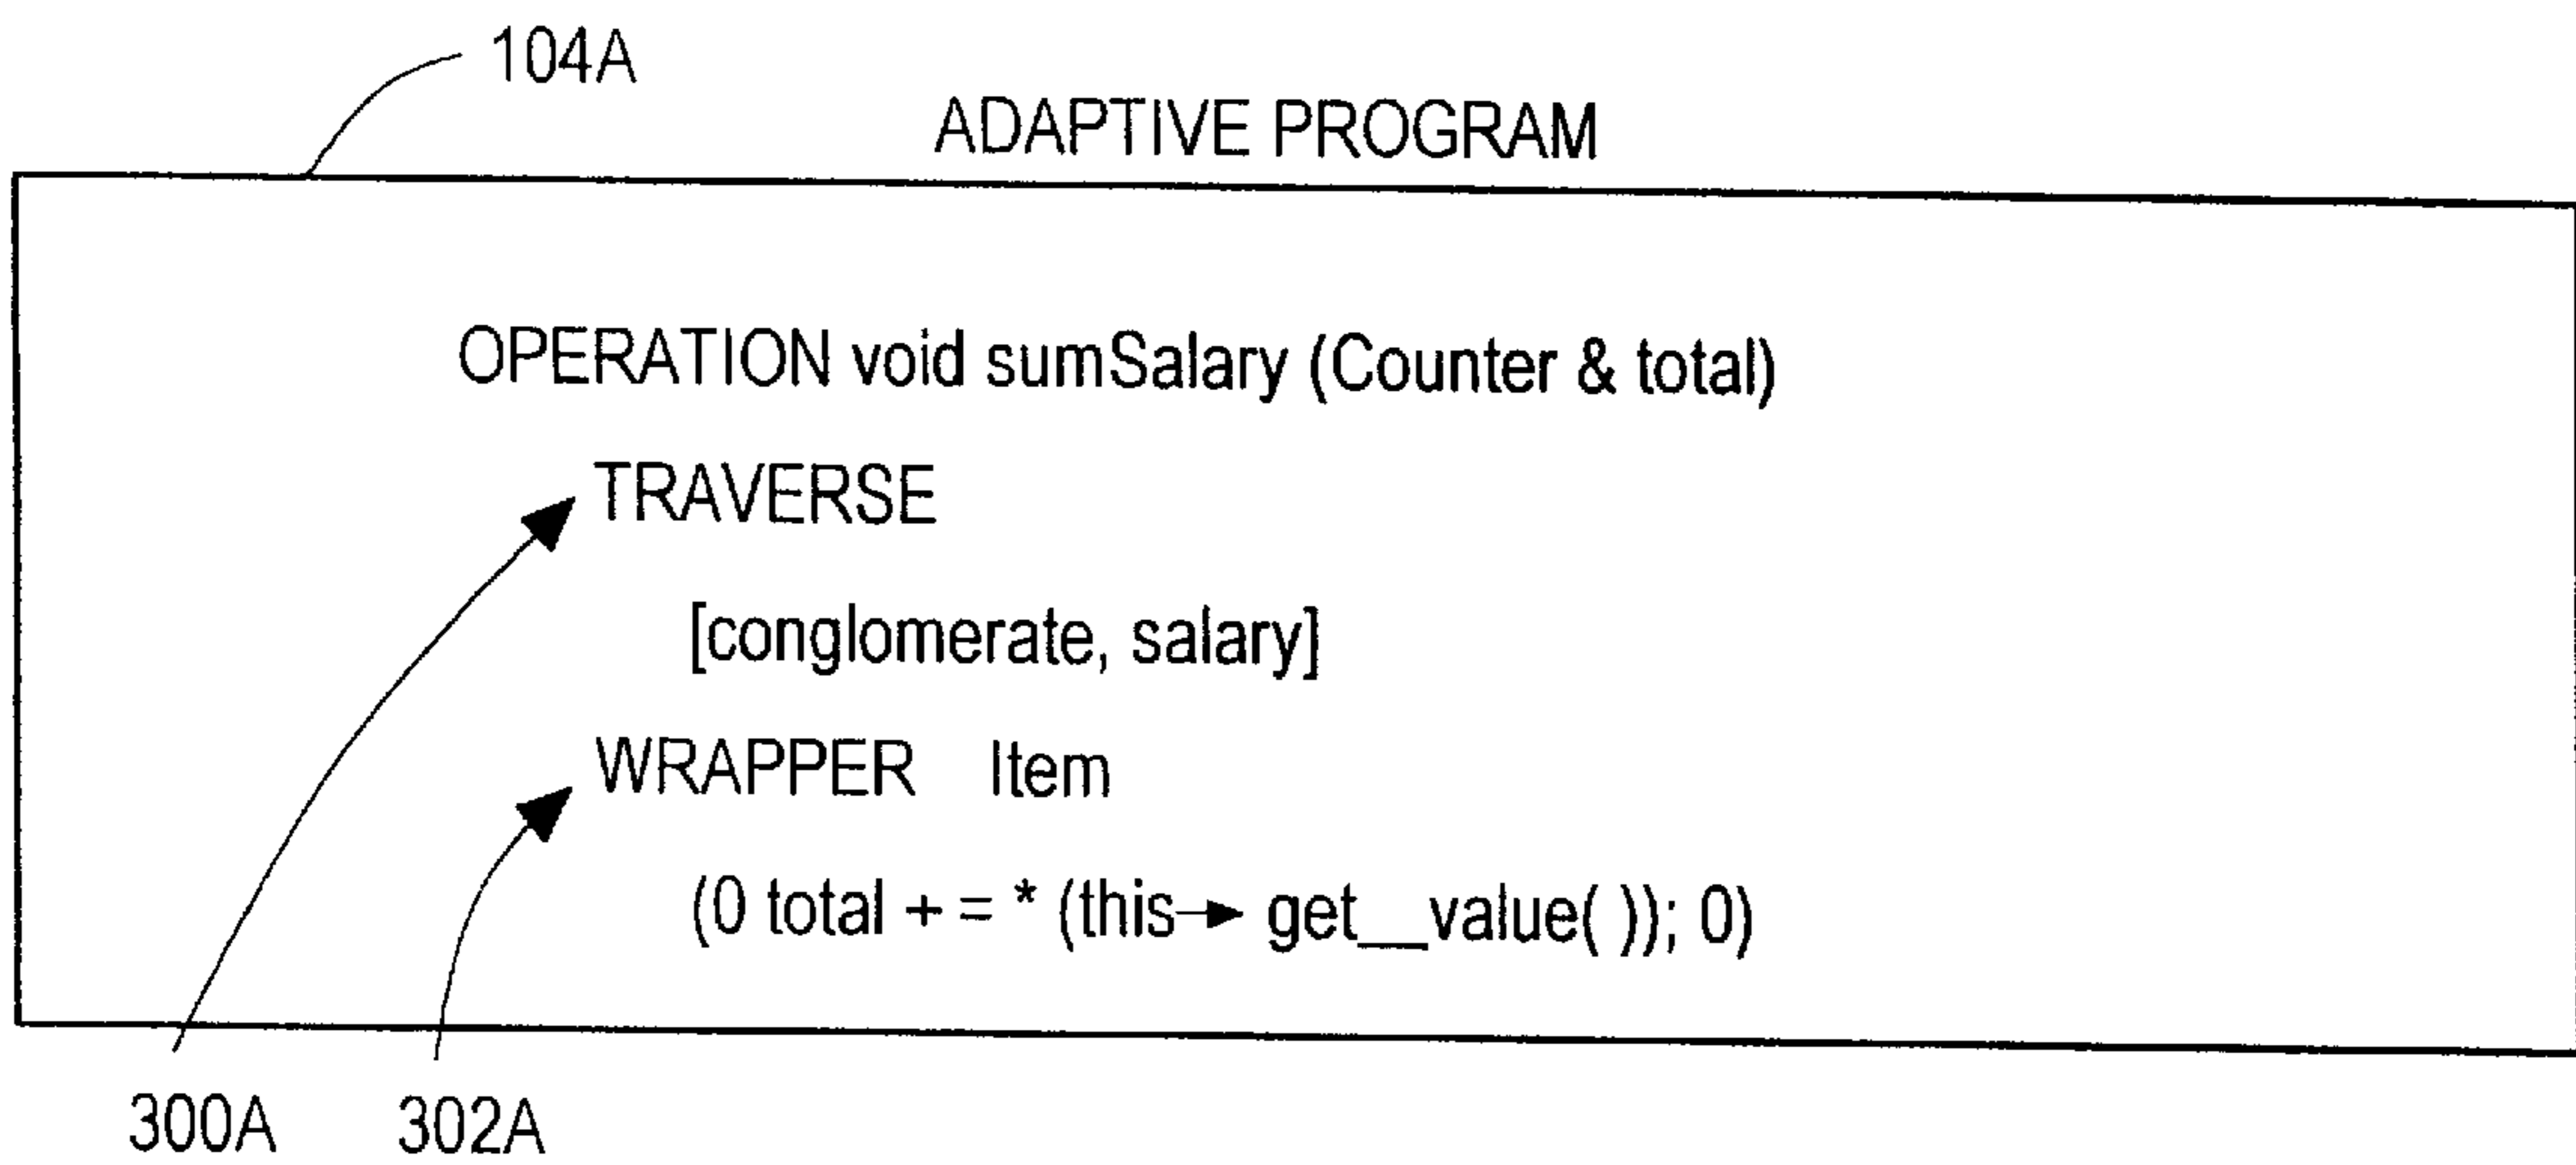 104A
ADAPTIVE PROGRAM
OPERATION void sumSalary (Counter & total)
TRAVERSE
[conglomerate, salary]
WRAPPER Item
(0 total + = * (this→ get__value( )); 0)
300A 302A